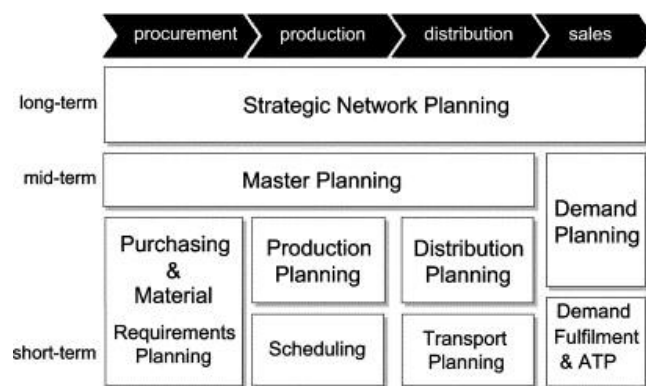 procurement production distribution sales
long-term
Strategic Network Planning
mid-term
Master Planning
Demand
Planning
Purchasing
&
Material
Requirements
Planning
Production
Planning
Distribution
Planning
short-term
Scheduling
Transport
Planning
Demand
Fulfilment
& ATP